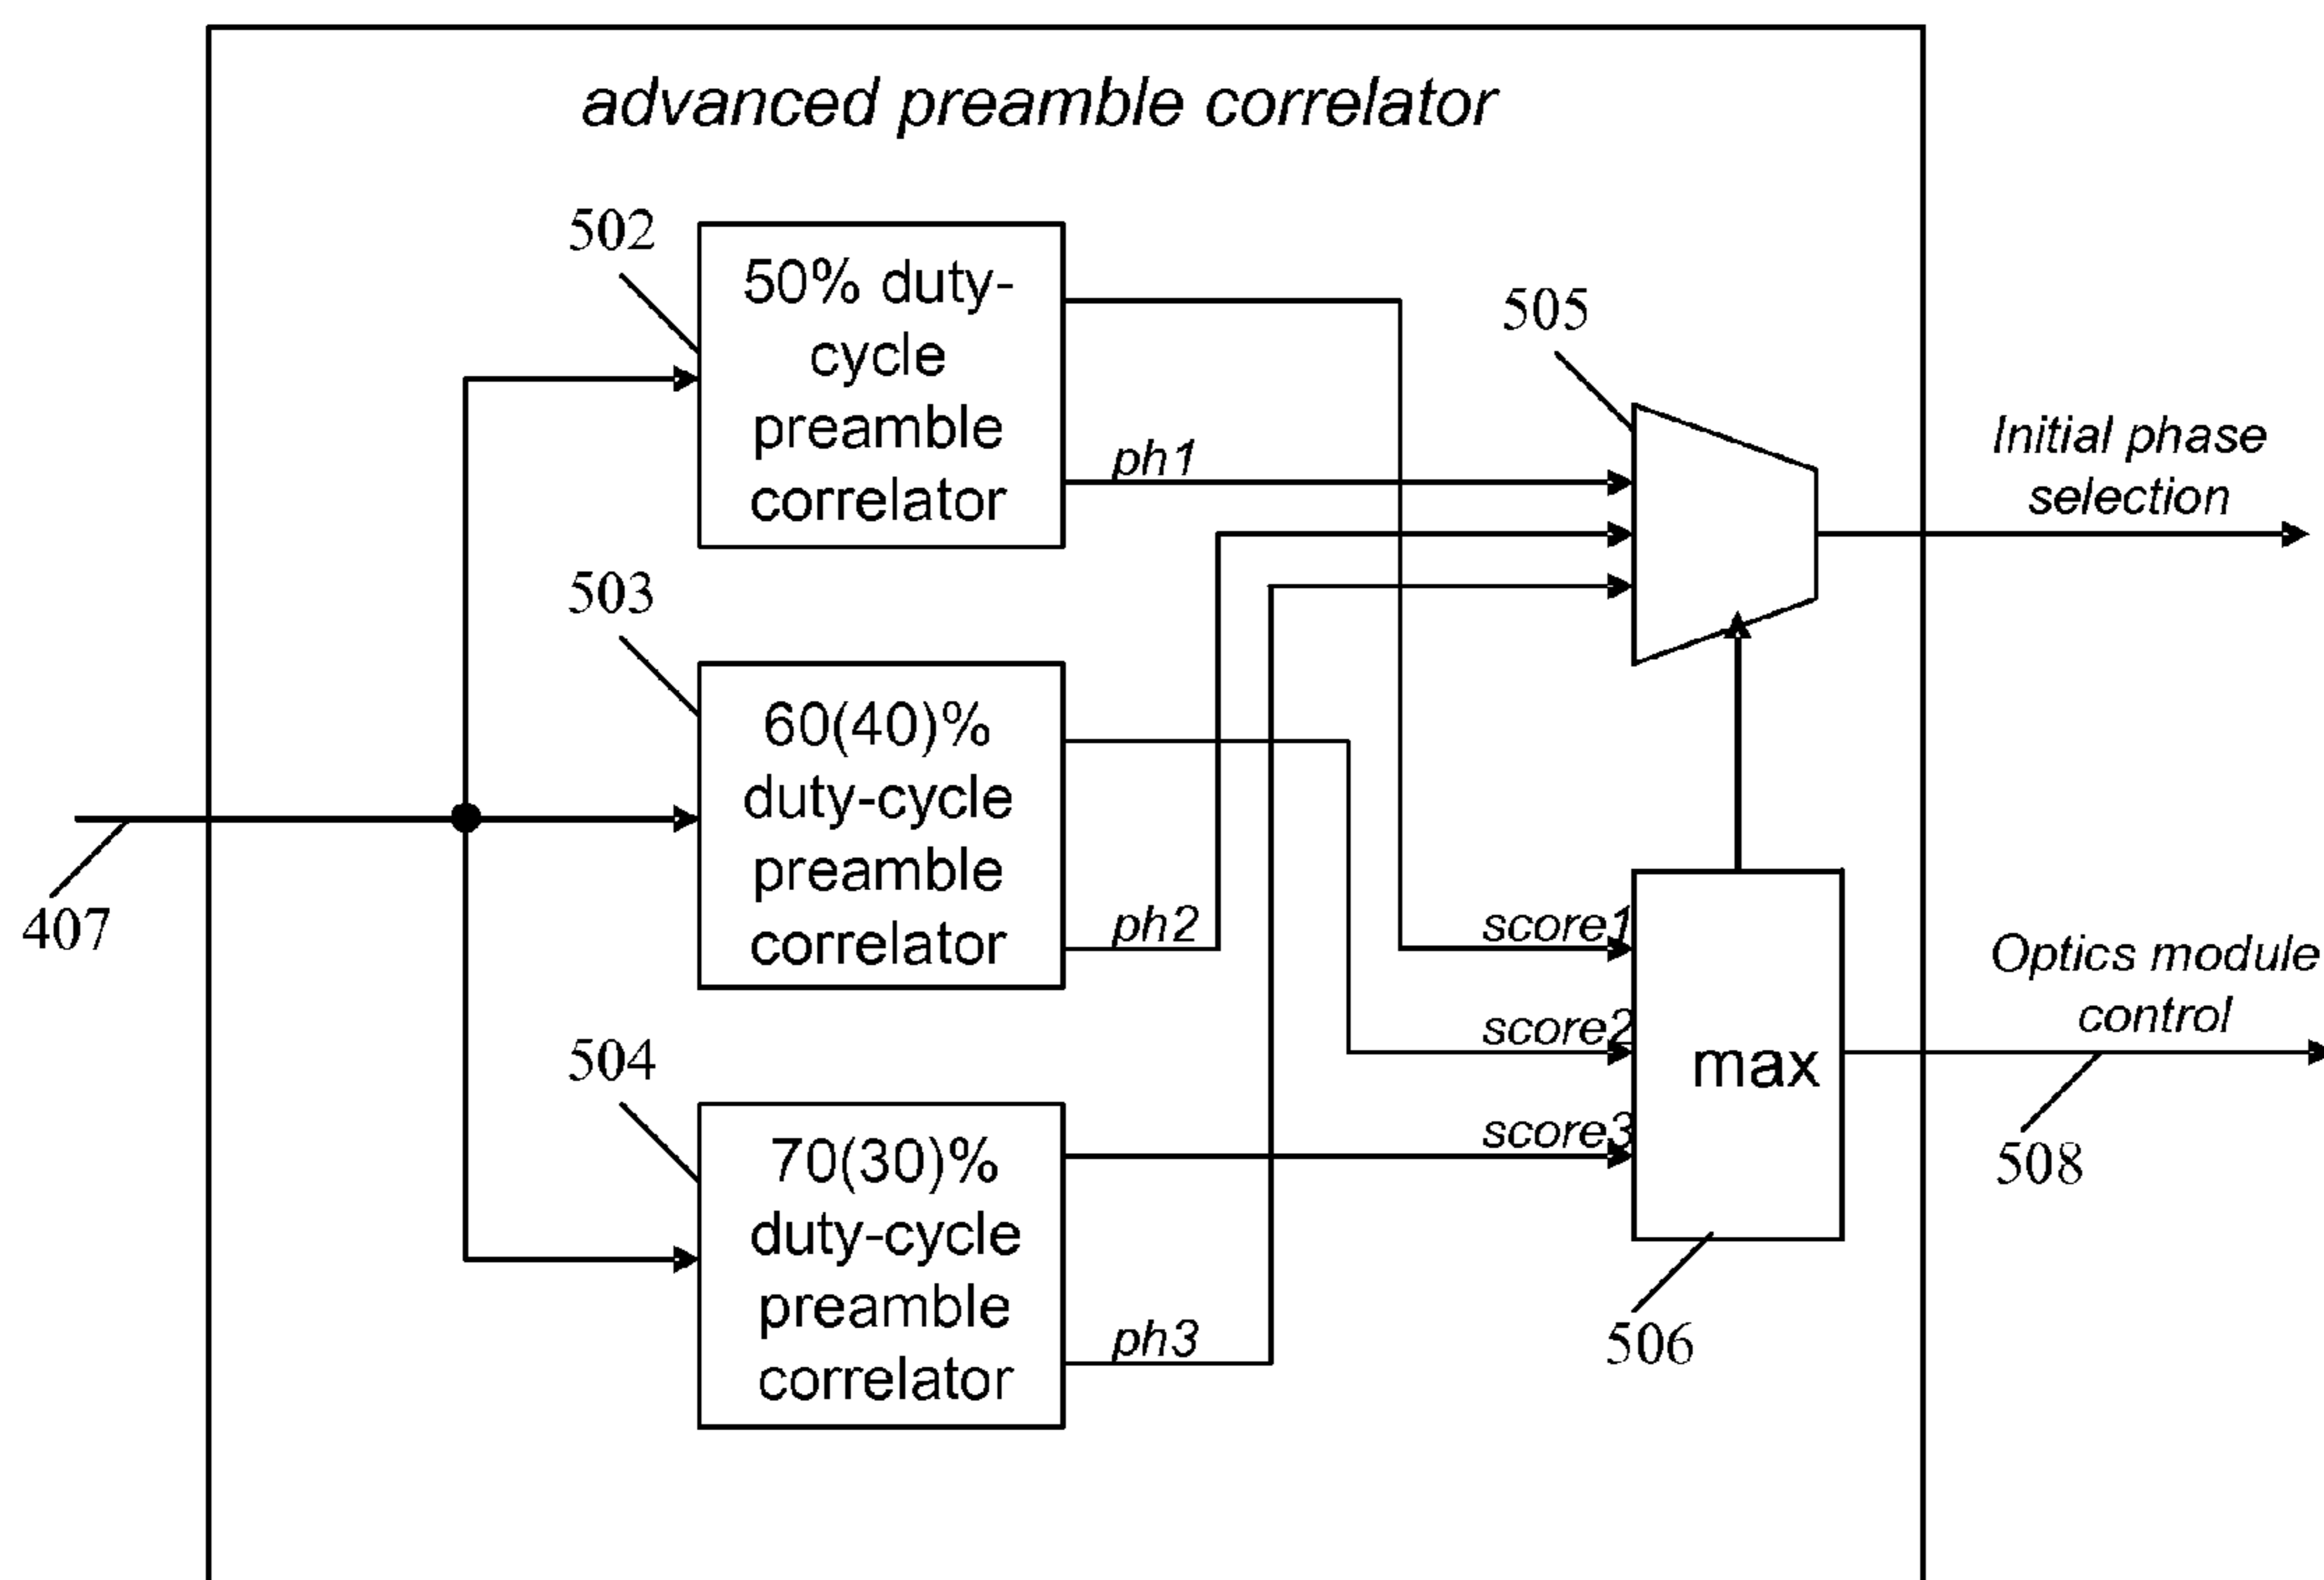 advanced preamble correlator
502
50% duty-
cycle
preamble
correlator
ph1
505
Initial phase
selection
503
60(40)%
duty-cycle
preamble
correlator
ph2
407
504
70(30)%
duty-cycle
preamble
correlator
ph3
score1
score2
score3
max
506
Optics module
control
508